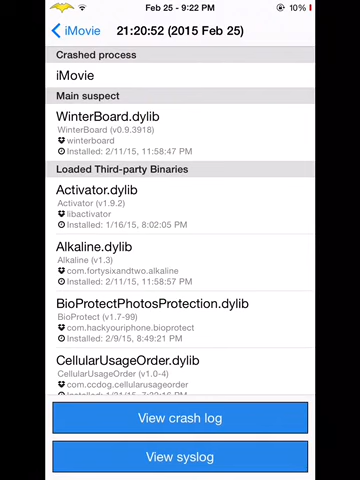 Feb 25 - 9:22 PM
10%
iMovie
21:20:52 (2015 Feb 25)
Crashed process
iMovie
Main suspect
WinterBoard.dylib
WinterBoard (v0.9.3918)
winterboard
Installed: 2/11/15, 11:58:47 PM
Loaded Third-party Binaries
Activator.dylib
Activator (v1.9.2)
libactivator
Installed: 1/16/15, 8:02:05 PM
Alkaline.dylib
Alkaline (v1.3)
com.fortysixandtwo.alkaline
Installed: 2/11/15, 11:58:57 PM
BioProtectPhotosProtection.dylib
BioProtect (v1.7-99)
com.hackyouriphone.bioprotect
Installed: 2/9/15, 8:49:21 PM
CellularUsageOrder.dylib
CellularUsageOrder (v1.0-4)
com.ccdog.cellularusageorder
View crash log
View syslog